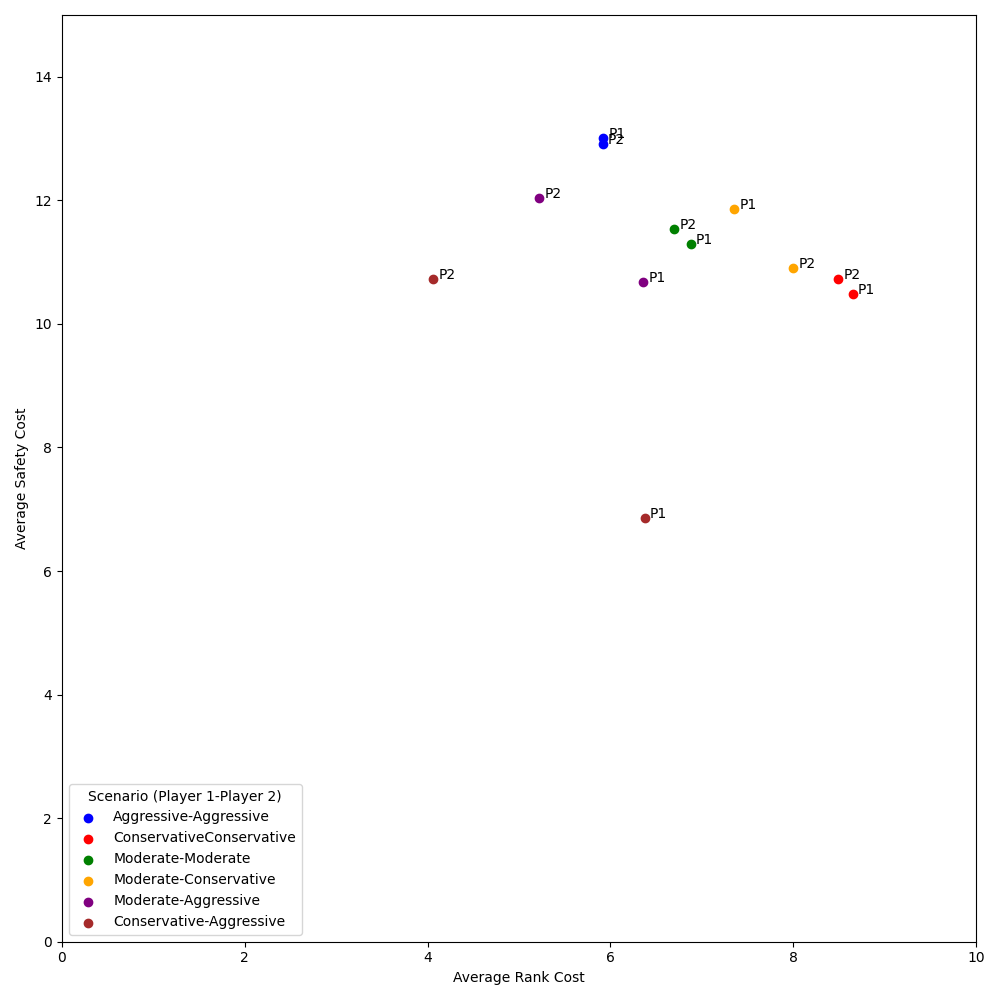 14
12
10
8
6
4
2
0
Average Safety Cost
P1
P2
P2
P1
P2
P1
P2
P2
P1
P2
P1
P1
Scenario (Player 1-Player 2)
Aggressive-Aggressive
ConservativeConservative
Moderate-Moderate
Moderate-Conservative
Moderate-Aggressive
Conservative-Aggressive
0 2 4 6 8 10
Average Rank Cost